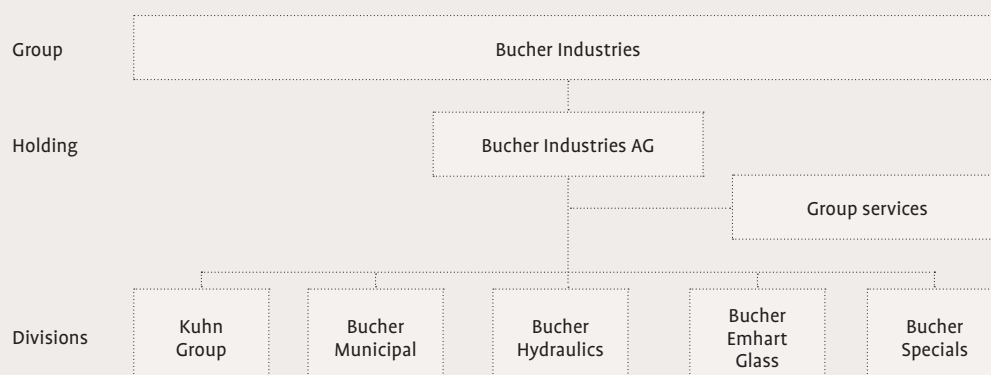 Group
Bucher Industries
Holding
Bucher Industries AG
Group services
Divisions
Kuhn
Group
Bucher
Municipal
Bucher
Hydraulics
Bucher
Emhart
Glass
Bucher
Specials